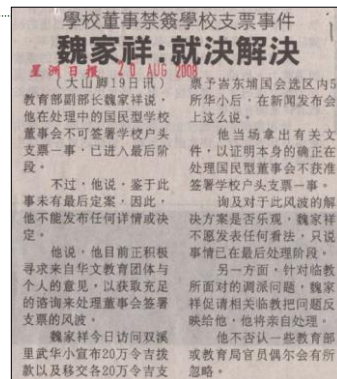 學校董事禁簽學校支票事件
魏家祥:就決解決
星洲日报 20 AUG 2008
(大山脚19日讯)
教育部副部长魏家祥说，
他在处理中的国民型学校
董事会不可签署学校户头
支票一事，已进入最后阶
段。
不过，他说，鉴于此
事未有最后定案，因此，
他不能发布任何详情或决
定。
他说，他目前正积极
寻求来自华文教育团体与
个人的意见，以获取充足
的谘询来处理董事会签署
支票的风波。
魏家祥今日访问双溪
里武华小宣布20万令吉拨
款以及移交各20万令吉支
票予峇东埔国会选区内5
所华小后，在新闻发布会
上这么说。
他当场拿出有关文
件，以证明本身的确正在
处理国民型董事会不获准
签署学校户头支票一事。
询及对于此风波的解
决方案是否乐观，魏家祥
不愿发表任何看法，只说
事情已在最后处理阶段。
另一方面，针对临教
所面对的调派问题，魏家
祥促请相关临教把问题反
映给他，他将亲自处理。
他不否认一些教育部
或教育局官员偶尔会有所
忽略。